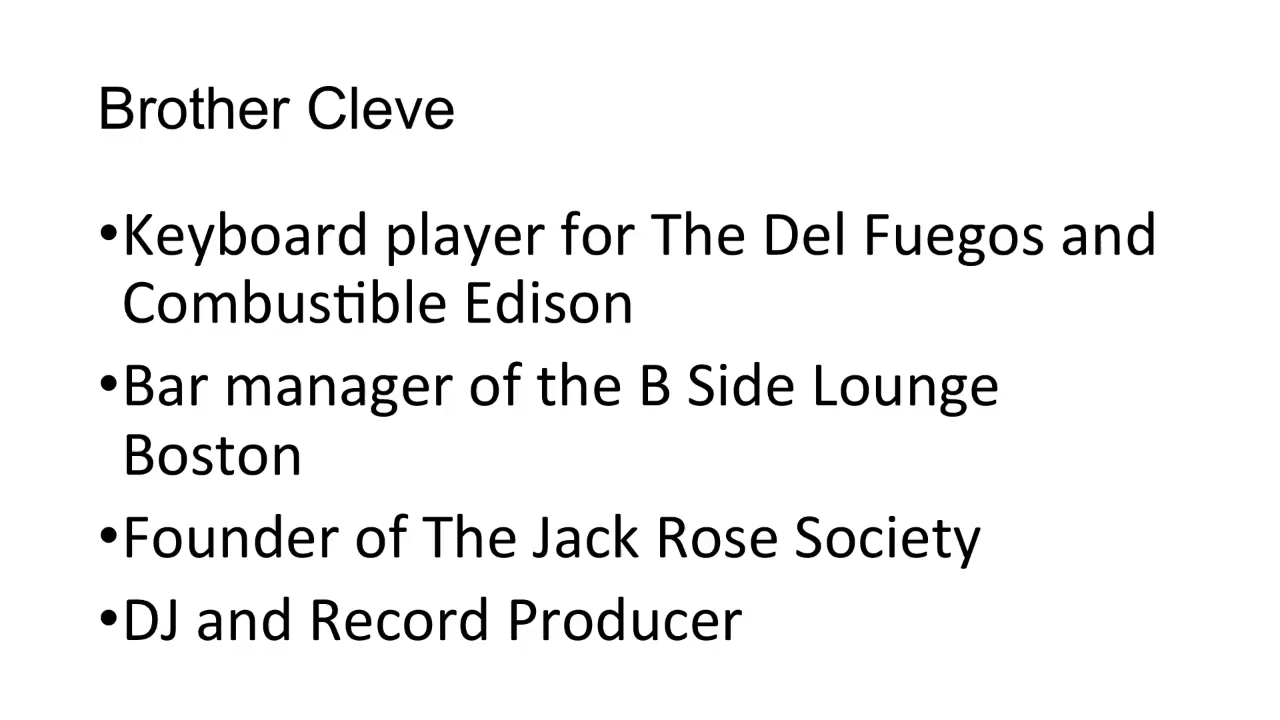 Brother Cleve
•Keyboard player for The Del Fuegos and
Combustible Edison
•Bar manager of the B Side Lounge
Boston
•Founder of The Jack Rose Society
•DJ and Record Producer